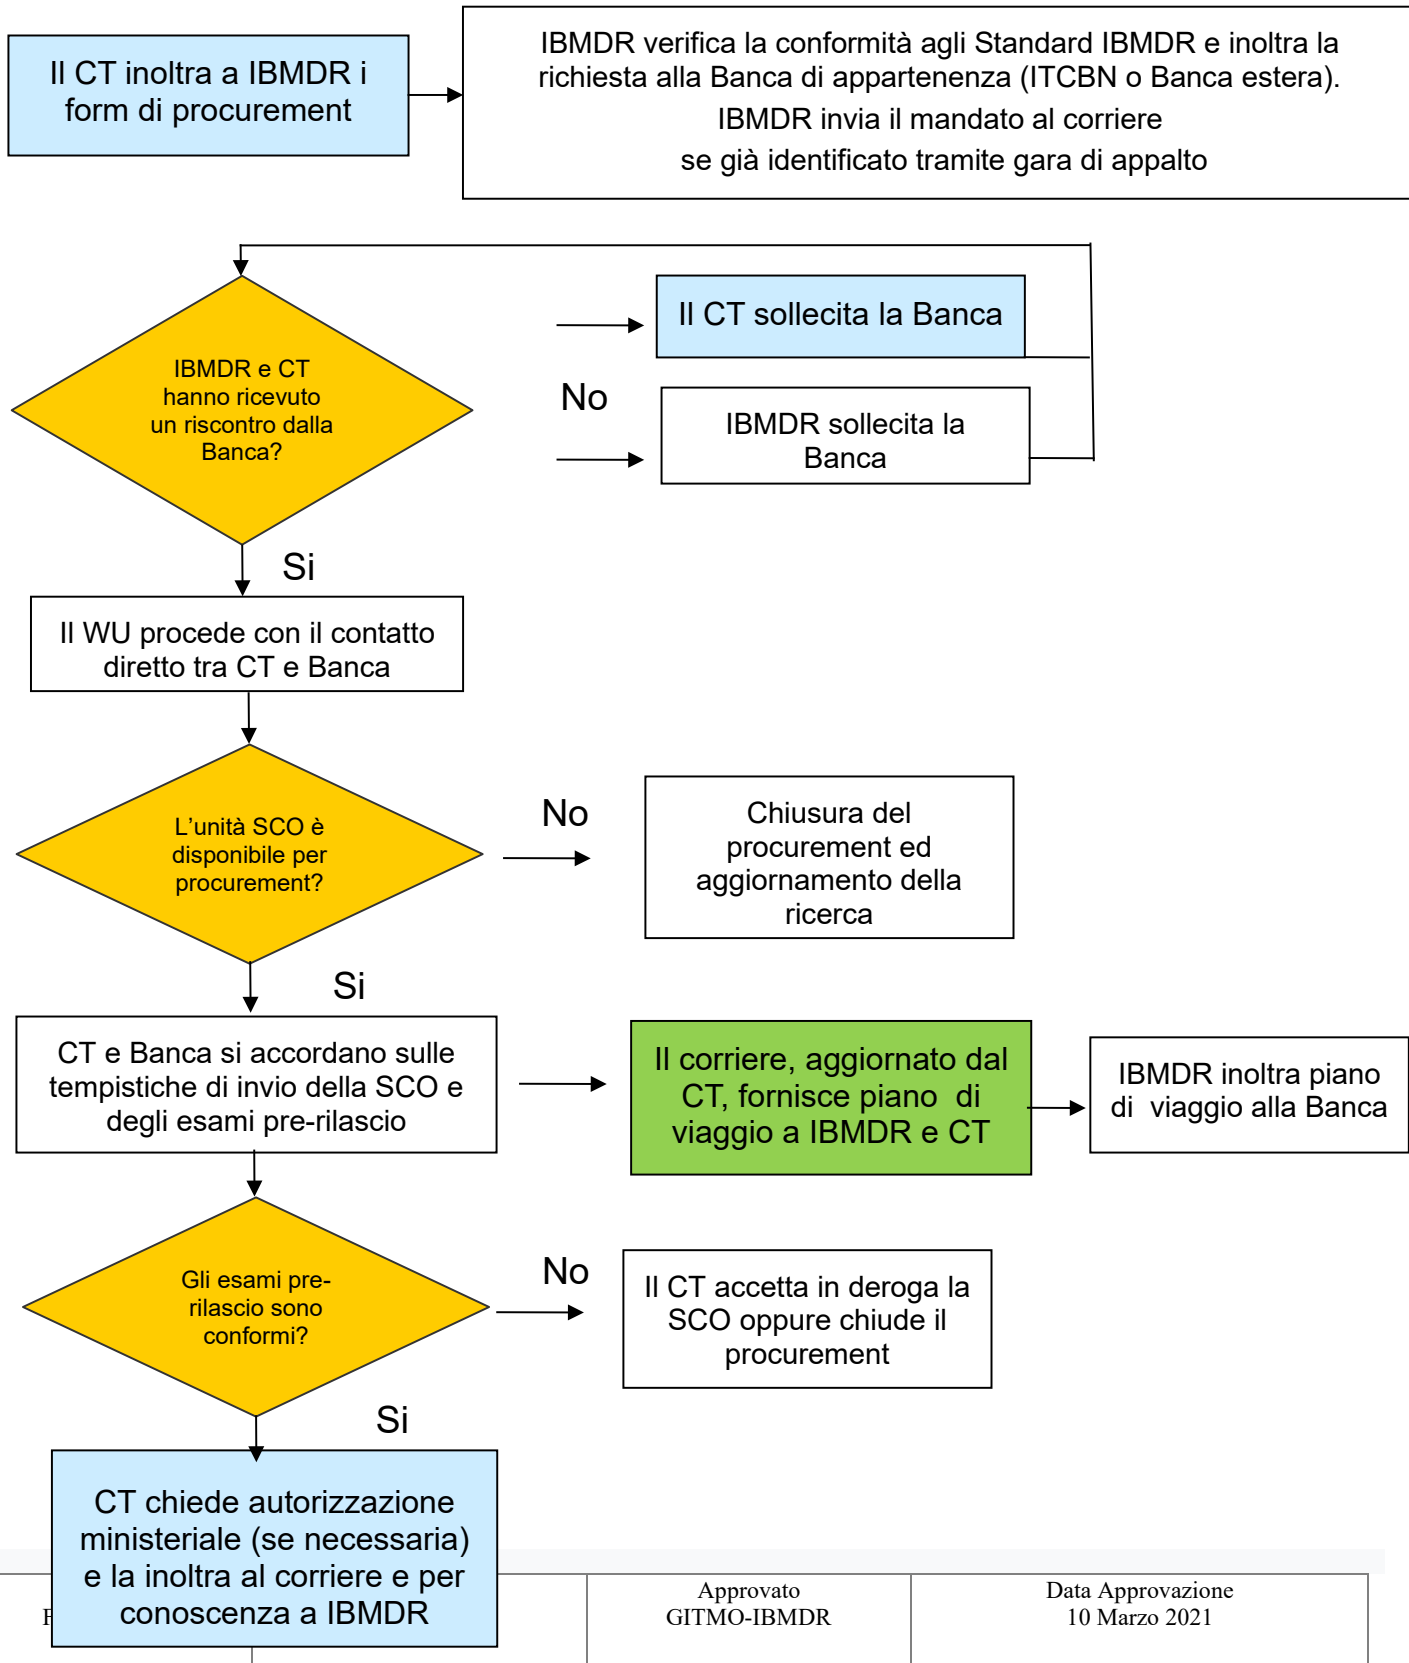 Il CT inoltra a IBMDR i
form di procurement
IBMDR verifica la conformità agli Standard IBMDR e inoltra la
richiesta alla Banca di appartenenza (ITCBN o Banca estera).
IBMDR invia il mandato al corriere
se già identificato tramite gara di appalto
IBMDR e CT
hanno ricevuto
un riscontro dalla
Banca?
No
Il CT sollecita la Banca
IBMDR sollecita la
Banca
Si
Il WU procede con il contatto
diretto tra CT e Banca
L'unità SCO è
disponibile per
procurement?
No
Chiusura del
procurement ed
aggiornamento della
ricerca
Si
CT e Banca si accordano sulle
tempistiche di invio della SCO e
degli esami pre-rilascio
Il corriere, aggiornato dal
CT, fornisce piano di
viaggio a IBMDR e CT
IBMDR inoltra piano
di viaggio alla Banca
Gli esami pre-
rilascio sono
conformi?
No
Il CT accetta in deroga la
SCO oppure chiude il
procurement
Si
CT chiede autorizzazione
ministeriale (se necessaria)
e la inoltra al corriere e per
conoscenza a IBMDR
Approvato
GITMO-IBMDR
Data Approvazione
10 Marzo 2021